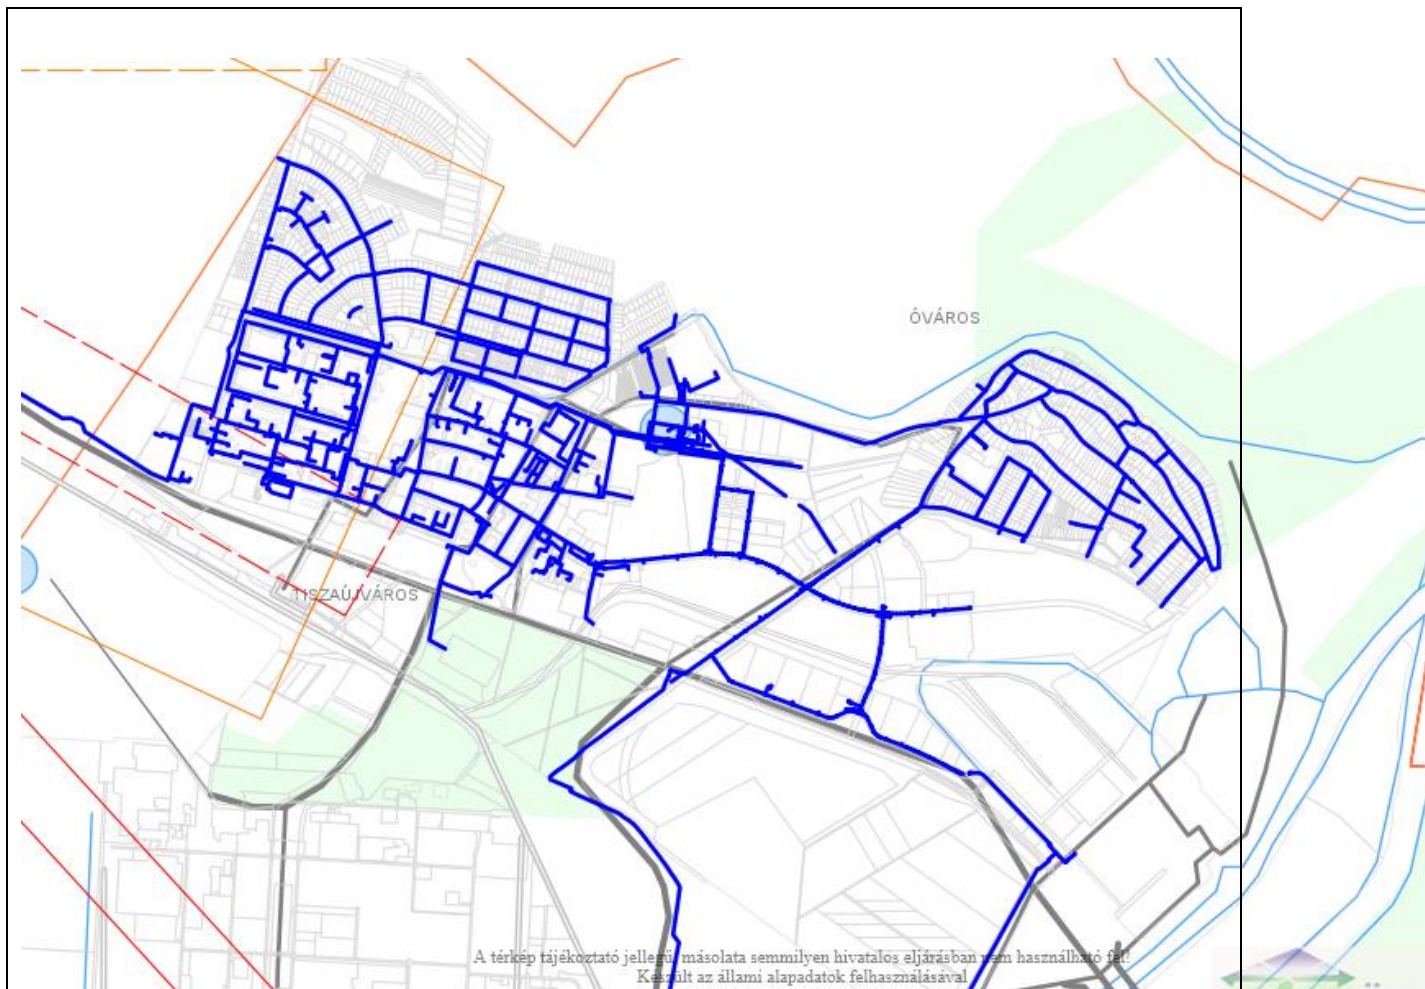 ÓVÁROS
TISZAÚJVÁROS
A térkép tájékoztató jellegű, másolata semmilyen hivatalos eljárásban nem használható fel!
Készült az állami alapadatok felhasználásával